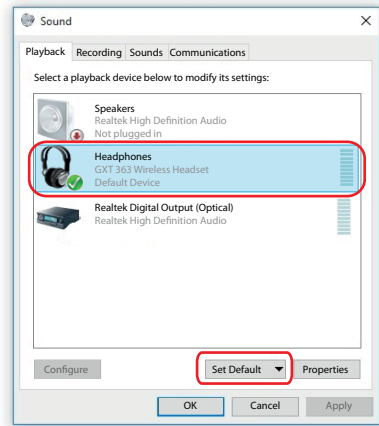 Sound
Playback Recording Sounds Communications
Select a playback device below to modify its settings:
Speakers
Realtek High Definition Audio
Not plugged in
Headphones
GXT 363 Wireless Headset
Default Device
Realtek Digital Output (Optical)
Realtek High Definition Audio
Configure Set Default Properties
OK Cancel Apply